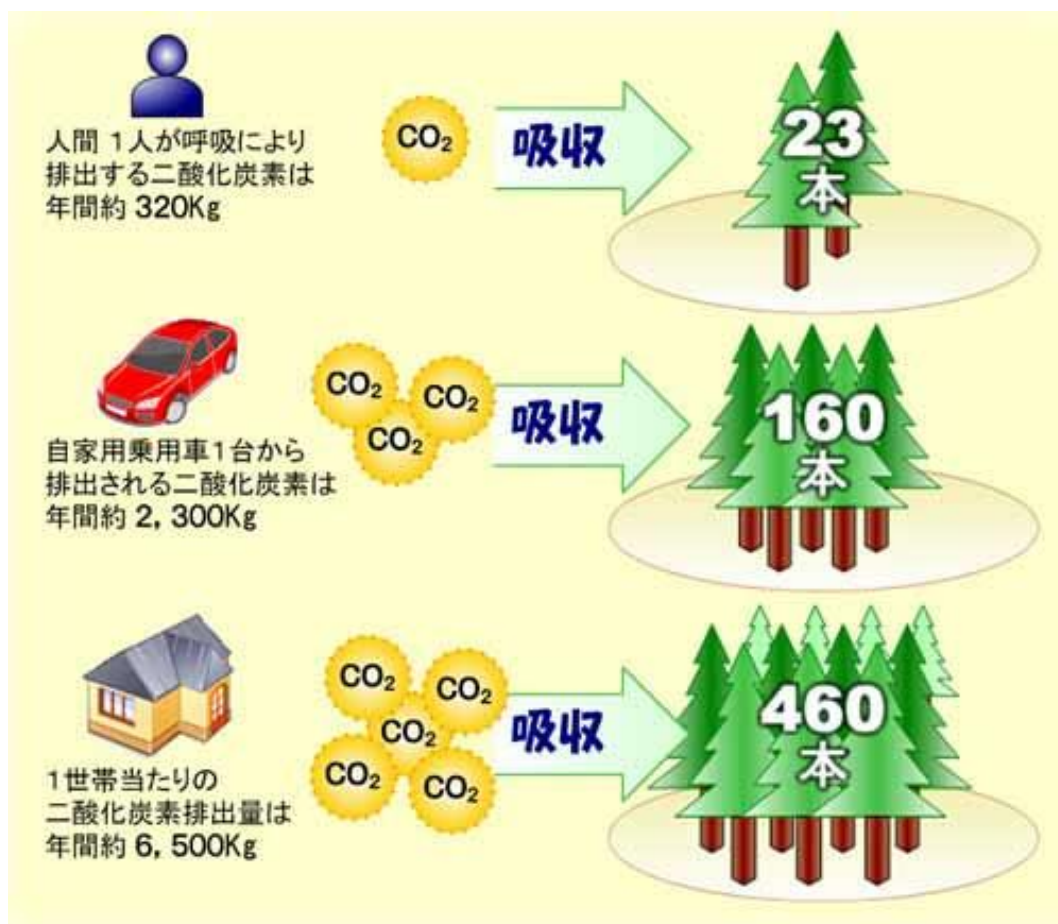 人間 1人が呼吸により
排出する二酸化炭素は
年間約 320Kg
CO₂
吸収
23
本
自家用乗用車1台から
排出される二酸化炭素は
年間約 2, 300Kg
CO₂
CO₂
CO₂
吸収
160
本
1世帯当たりの
二酸化炭素排出量は
年間約 6, 500Kg
CO₂
CO₂
CO₂
CO₂
CO₂
吸収
460
本